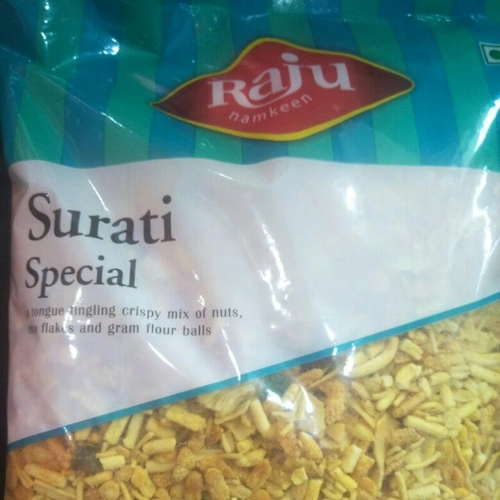 Raju
namkeen
Surati
Special
tongue tingling crispy mix of nuts,
flakes and gram flour balls